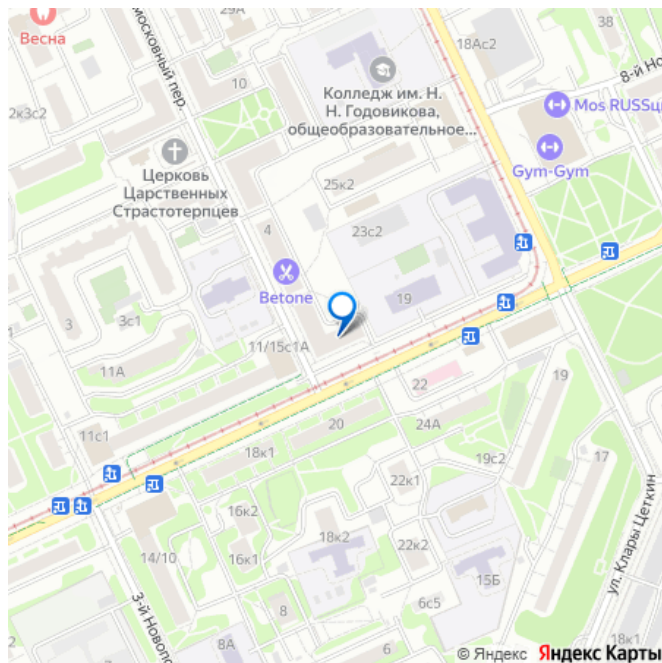 29А
Весна
московный пер.
18Ас2
38
8-й Нов
2к3с2
10
Колледж им. Н.
Н. Годовикова,
общеобразовательное...
Mos RUSSц
Gym-Gym
Церковь
Царственных
Страстотерпцев
25к2
4
23с2
Betone
19
3
3с1
11/15с1А
11А
22
19
20
24А
11с1
18к1
19с2
17
22к1
16к2
18к2
14/10
16к1
22к2
15Б
ул. Клары Цеткин
3-й Новопо
8
6с5
8А
6
18к1
© Яндекс Яндекс Карты